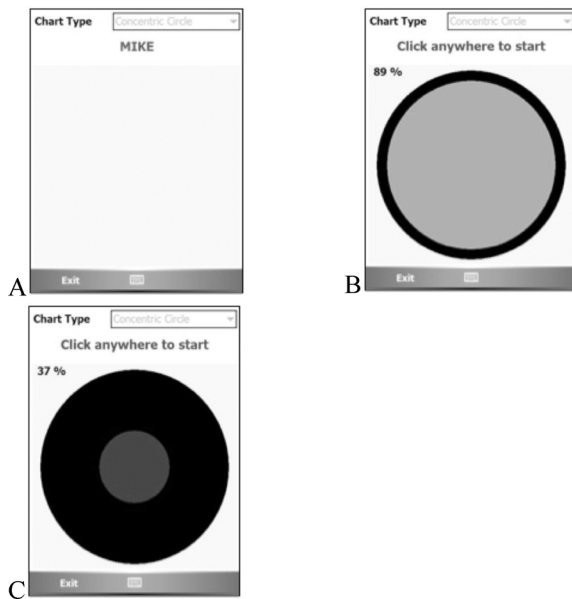 Chart Type Concentric Circle
MIKE
Exit
A
Chart Type Concentric Circle
Click anywhere to start
89 %
Exit
B
Chart Type Concentric Circle
Click anywhere to start
37 %
Exit
C